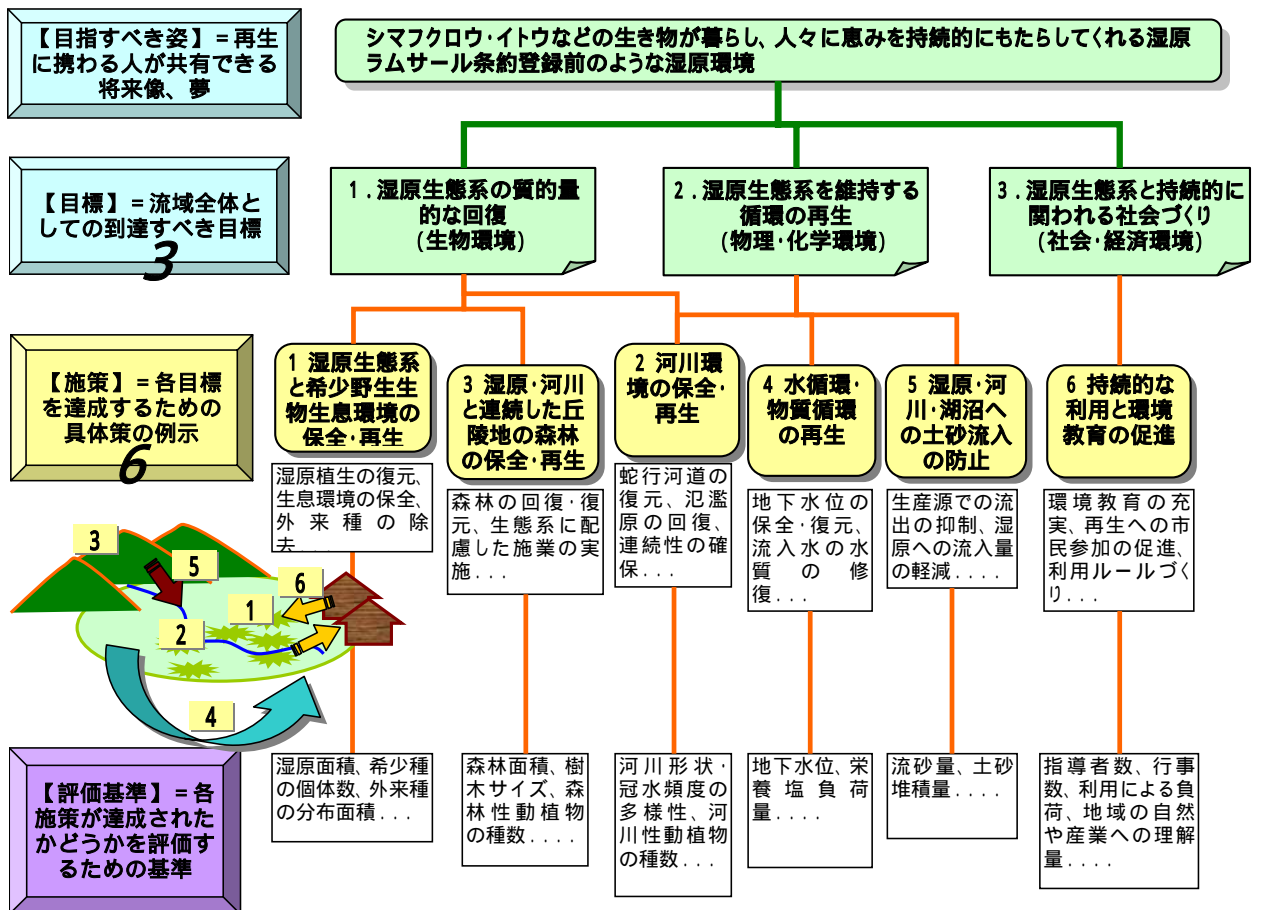 【目指すべき姿】=再生
に携わる人が共有できる
将来像、夢
シマフクロウ・イトウなどの生き物が暮らし、人々に恵みを持続的にもたらしてくれる湿原
ラムサール条約登録前のような湿原環境
【目標】=流域全体と
しての到達すべき目標
3
1.湿原生態系の質的量
的な回復
(生物環境)
2.湿原生態系を維持する
循環の再生
(物理・化学環境)
3.湿原生態系と持続的に
関われる社会づくり
(社会・経済環境)
【施策】=各目標
を達成するための
具体策の例示
6
1 湿原生態系
と希少野生生
物生息環境の
保全・再生
3 湿原・河川
と連続した丘
陵地の森林
の保全・再生
2 河川環
境の保全・
再生
4 水循環・
物質循環
の再生
5 湿原・河
川・湖沼へ
の土砂流入
の防止
6 持続的な
利用と環境
教育の促進
湿原植生の復元、
生息環境の保全、
外来種の除
去...
森林の回復・復
元、生態系に配
慮した施業の実
施...
蛇行河道の
復元、氾濫
原の回復、
連続性の確
保...
地下水位の
保全・復元、
流入水の水
質の修
復...
生産源での流
出の抑制、湿
原への流入量
の軽減....
環境教育の充
実、再生への市
民参加の促進、
利用ルールづく
り...
3
5
6
1
2
4
【評価基準】=各
施策が達成された
かどうかを評価す
るための基準
湿原面積、希少種
の個体数、外来種
の分布面積...
森林面積、樹
木サイズ、森
林性動植物
の種数....
河川形状・
冠水頻度の
多様性、河
川性動植物
の種数...
地下水位、栄
養塩負荷
量....
流砂量、土砂
堆積量....
指導者数、行事
数、利用による負
荷、地域の自然
や産業への理解
量....